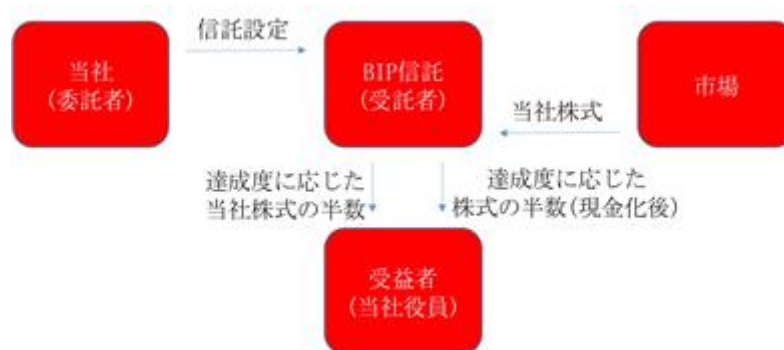 信託設定
当社
(委託者)
BIP信託
(受託者)
市場
当社株式
達成度に応じた
当社株式の半数
達成度に応じた
株式の半数(現金化後)
受益者
(当社役員)